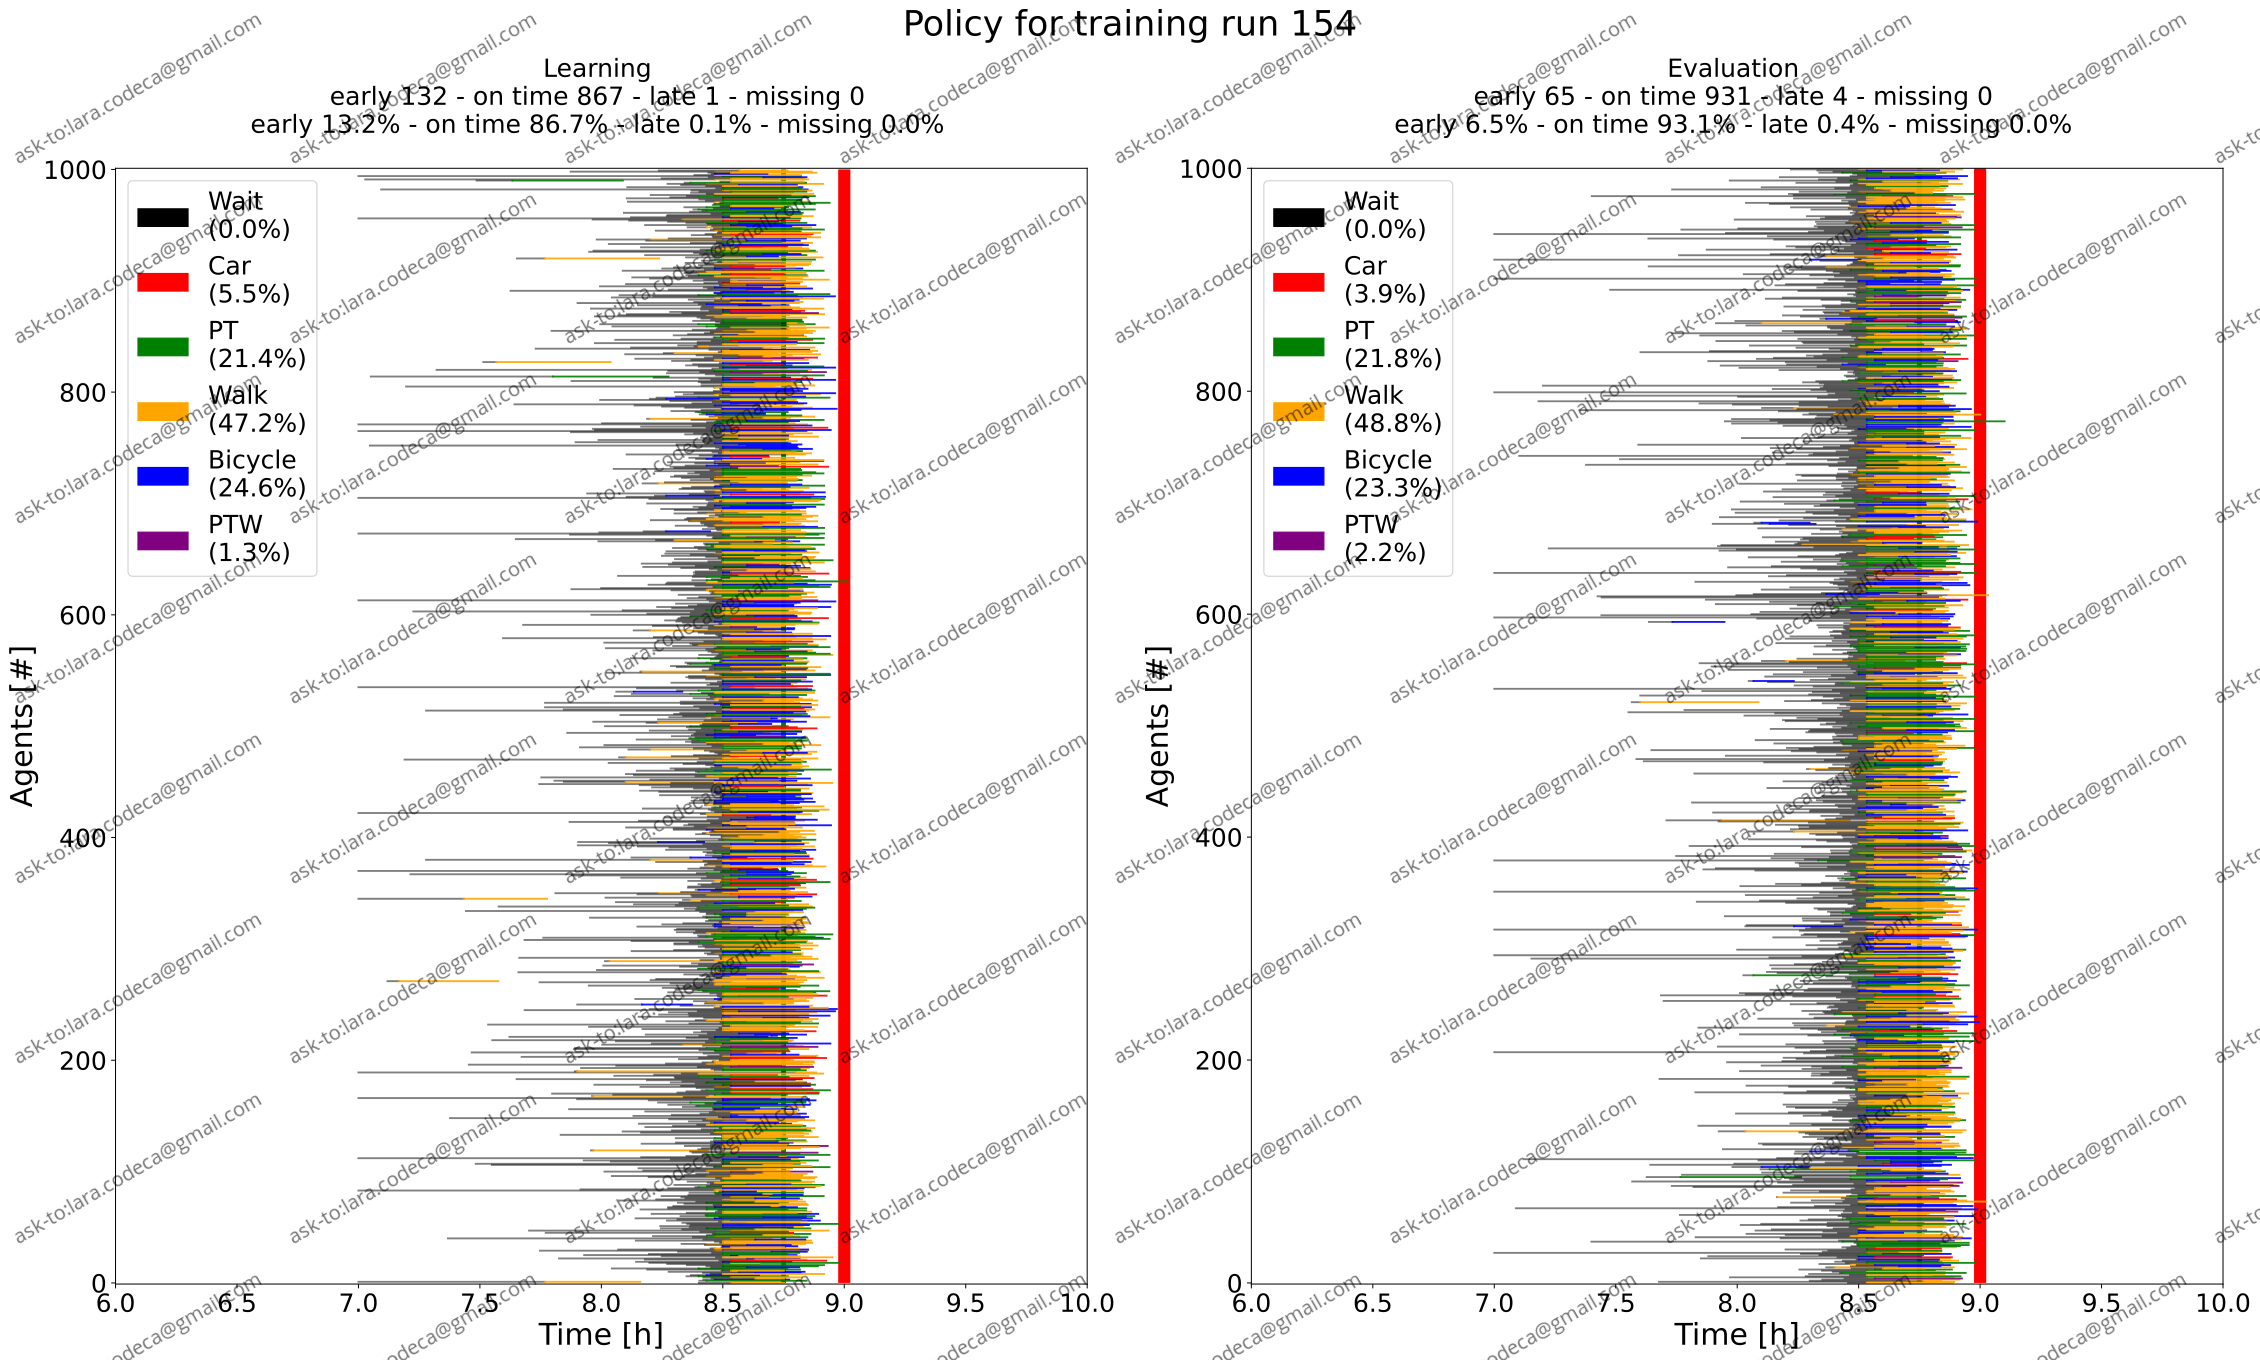 Policy for training run 154
Learning
early 132 - on time 867 - late 1 - missing 0
early 13.2% - on time 86.7% - late 0.1% - missing 0.0%
1000
800
600
400
200
0
Agents [#]
Wait
(0.0%)
Car
(5.5%)
PT
(21.4%)
Walk
(47.2%)
Bicycle
(24.6%)
PTW
(1.3%)
6.0 6.5 7.0 7.5 8.0 8.5 9.0 9.5 10.0
Time [h]
Evaluation
early 65 - on time 931 - late 4 - missing 0
early 6.5% - on time 93.1% - late 0.4% - missing 0.0%
1000
800
600
400
200
0
Agents [#]
Wait
(0.0%)
Car
(3.9%)
PT
(21.8%)
Walk
(48.8%)
Bicycle
(23.3%)
PTW
(2.2%)
6.0 6.5 7.0 7.5 8.0 8.5 9.0 9.5 10.0
Time [h]
ask-to:lara.codeca@gmail.com